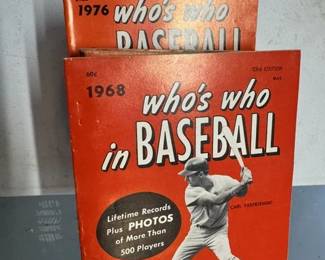 1976
who's who
BASEBALL
60¢
53rd EDITION
1968
who's who
in BASEBALL
CARL YASTRZEMSKI
Lifetime Records
Plus PHOTOS
of More Than
500 Players